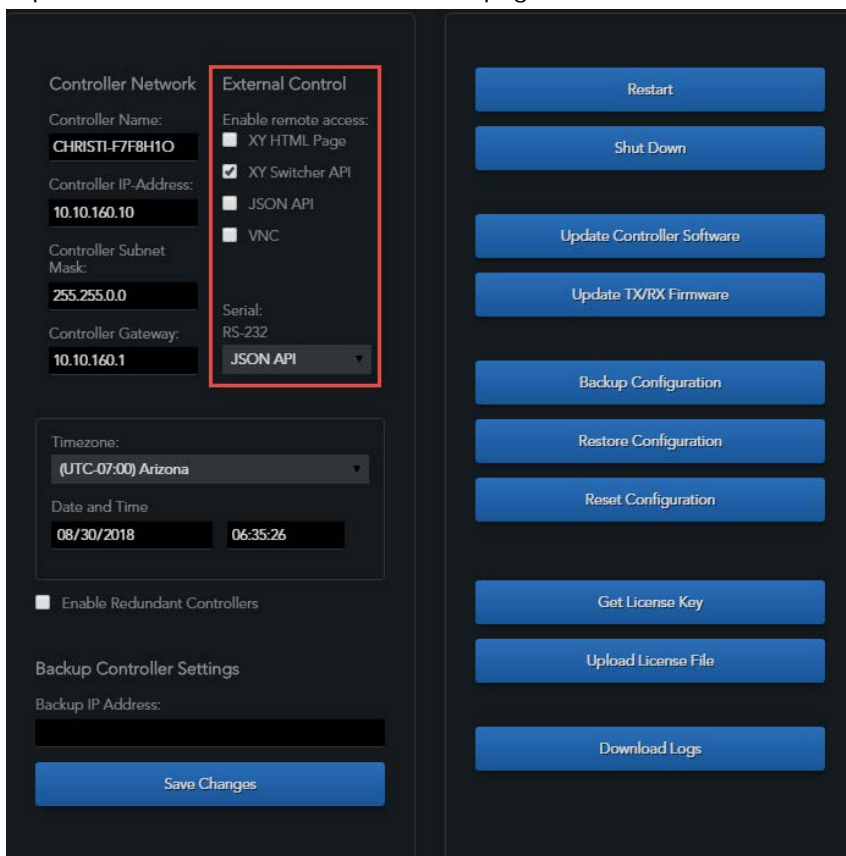 Controller Network
Controller Name:
CHRISTI-F7F8H1O
Controller IP-Address:
10.10.160.10
Controller Subnet
Mask:
255.255.0.0
Controller Gateway:
10.10.160.1
External Control
Enable remote access:
XY HTML Page
XY Switcher API
JSON API
VNC
Serial:
RS-232
JSON API
Timezone:
(UTC-07:00) Arizona
Date and Time
08/30/2018 06:35:26
Enable Redundant Controllers
Backup Controller Settings
Backup IP Address:
Save Changes
Restart
Shut Down
Update Controller Software
Update TX/RX Firmware
Backup Configuration
Restore Configuration
Reset Configuration
Get License Key
Upload License File
Download Logs